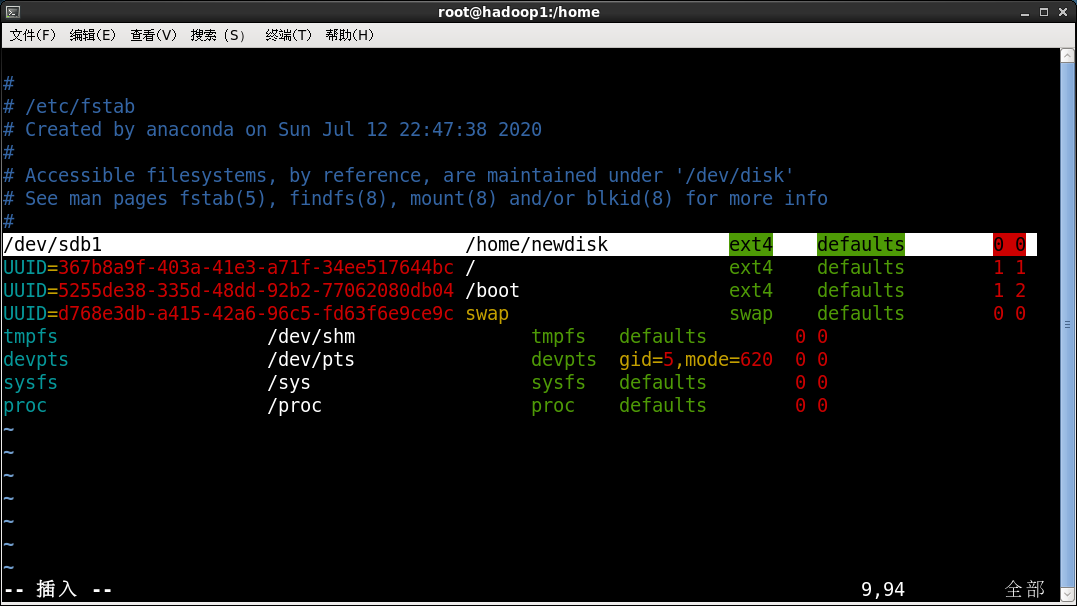 root@hadoop1:/home
文件(F) 编辑(E) 查看(V) 搜索 (S) 终端(T) 帮助(H)
#
# /etc/fstab
# Created by anaconda on Sun Jul 12 22:47:38 2020
#
# Accessible filesystems, by reference, are maintained under '/dev/disk'
# See man pages fstab(5), findfs(8), mount(8) and/or blkid(8) for more info
#
/dev/sdb1 /home/newdisk ext4 defaults 0 0
UUID=367b8a9f-403a-41e3-a71f-34ee517644bc / ext4 defaults 1 1
UUID=5255de38-335d-48dd-92b2-77062080db04 /boot ext4 defaults 1 2
UUID=d768e3db-a415-42a6-96c5-fd63f6e9ce9c swap swap defaults 0 0
tmpfs /dev/shm tmpfs defaults 0 0
devpts /dev/pts devpts gid=5,mode=620 0 0
sysfs /sys sysfs defaults 0 0
proc /proc proc defaults 0 0
~
~
~
~
~
~
~
-- 插入 -- 9,94 全部